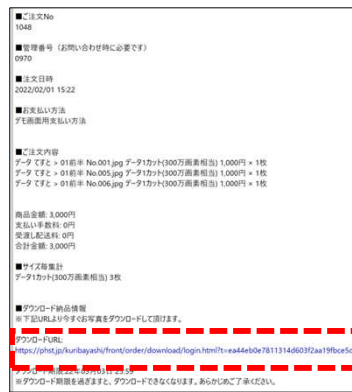 ■ご注文No
1048
■管理番号（お問い合わせ時に必要です）
0970
■注文日時
2022/02/01 15:22
■お支払い方法
デモ画面用支払い方法
■ご注文内容
データ てすと > 01前半 No.001.jpg データ1カット(300万画素相当) 1,000円 × 1枚
データ てすと > 01前半 No.005.jpg データ1カット(300万画素相当) 1,000円 × 1枚
データ てすと > 01前半 No.006.jpg データ1カット(300万画素相当) 1,000円 × 1枚
商品金額: 3,000円
支払い手数料: 0円
受渡し配送料: 0円
合計金額: 3,000円
■サイズ毎集計
データ1カット(300万画素相当) 3枚
■ダウンロード納品情報
※下記URLより今すぐお写真をダウンロードして頂けます。
ダウンロードURL:
https://phst.jp/kuribayashi/front/order/download/login.html?t=ea44eb0e7811314d603f2aa19fbce5c
※ダウンロード期限を過ぎますと、ダウンロードできなくなります。あらかじめご了承ください。